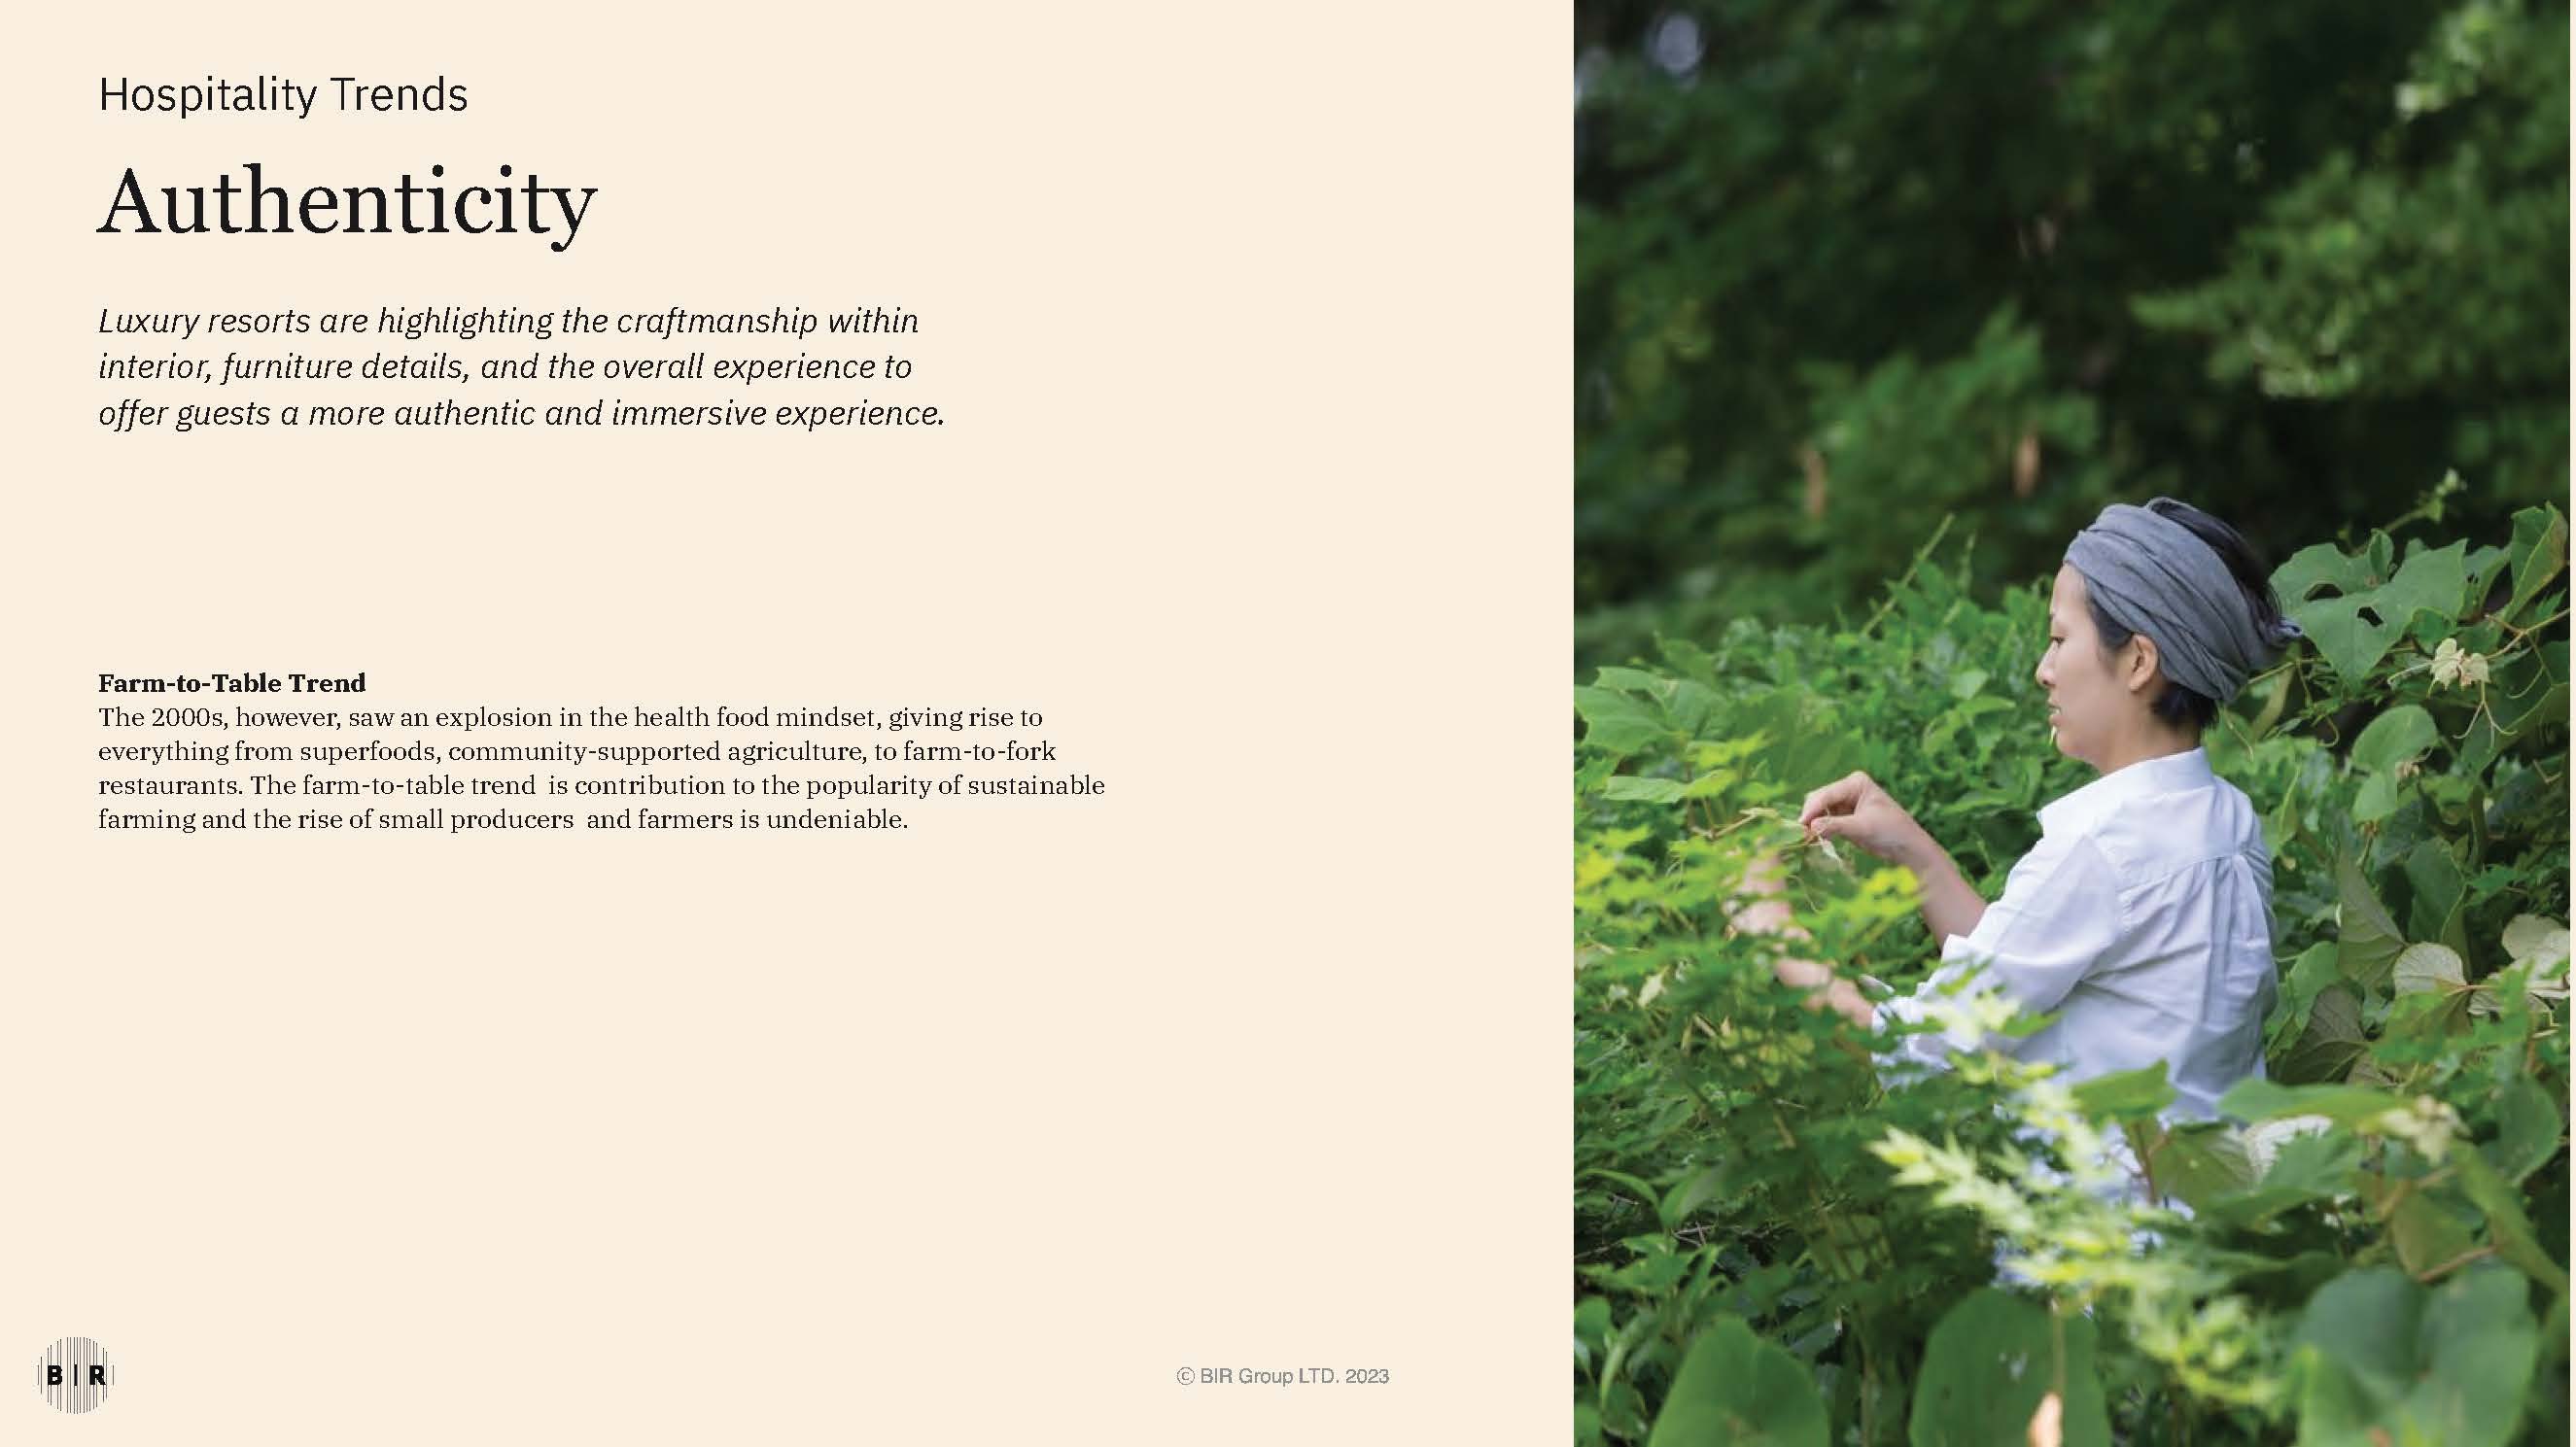 Hospitality Trends
Authenticity
Luxury resorts are highlighting the craftmanship within
interior, furniture details, and the overall experience to
offer guests a more authentic and immersive experience.
Farm-to-Table Trend
The 2000s, however, saw an explosion in the health food mindset, giving rise to
everything from superfoods, community-supported agriculture, to farm-to-fork
restaurants. The farm-to-table trend  is contribution to the popularity of sustainable
farming and the rise of small producers  and farmers is undeniable.
B I R
© BIR Group LTD. 2023